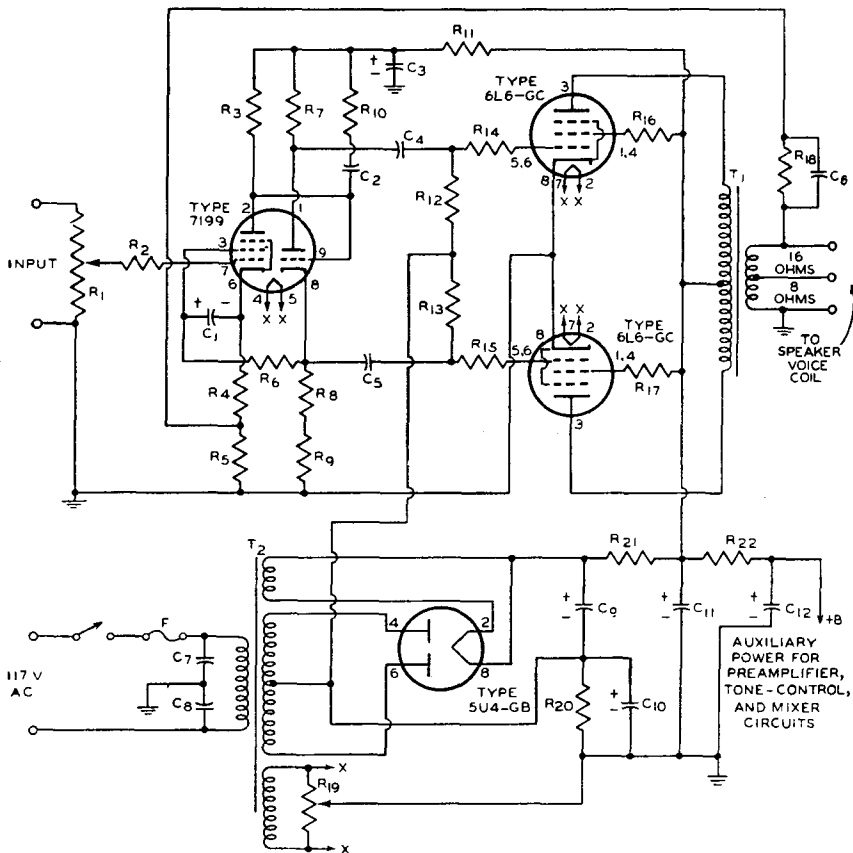 R11
+
-
C3
TYPE
6L6-GC
3
R3
R7
R10
C4
R14
R16
5,6
1,4
8
7
2
X X
C2
R18
C6
T1
TYPE
7199
2
1
R12
3
7
9
6
4
5
8
X X
INPUT
R2
R1
16
OHMS
8
OHMS
TO
SPEAKER
VOICE
COIL
+
-
C1
R13
X X
8
7
2
TYPE
6L6-GC
R6
C5
R15
5,6
1,4
R17
3
R4
R8
R5
R9
T2
R21
R22
F
4
2
6
8
+
-
C9
+
-
C11
+
-
C12
+B
117 V
AC
C7
C8
TYPE
5U4-GB
R20
+
-
C10
AUXILIARY
POWER FOR
PREAMPLIFIER,
TONE-CONTROL,
AND MIXER
CIRCUITS
X
R19
X